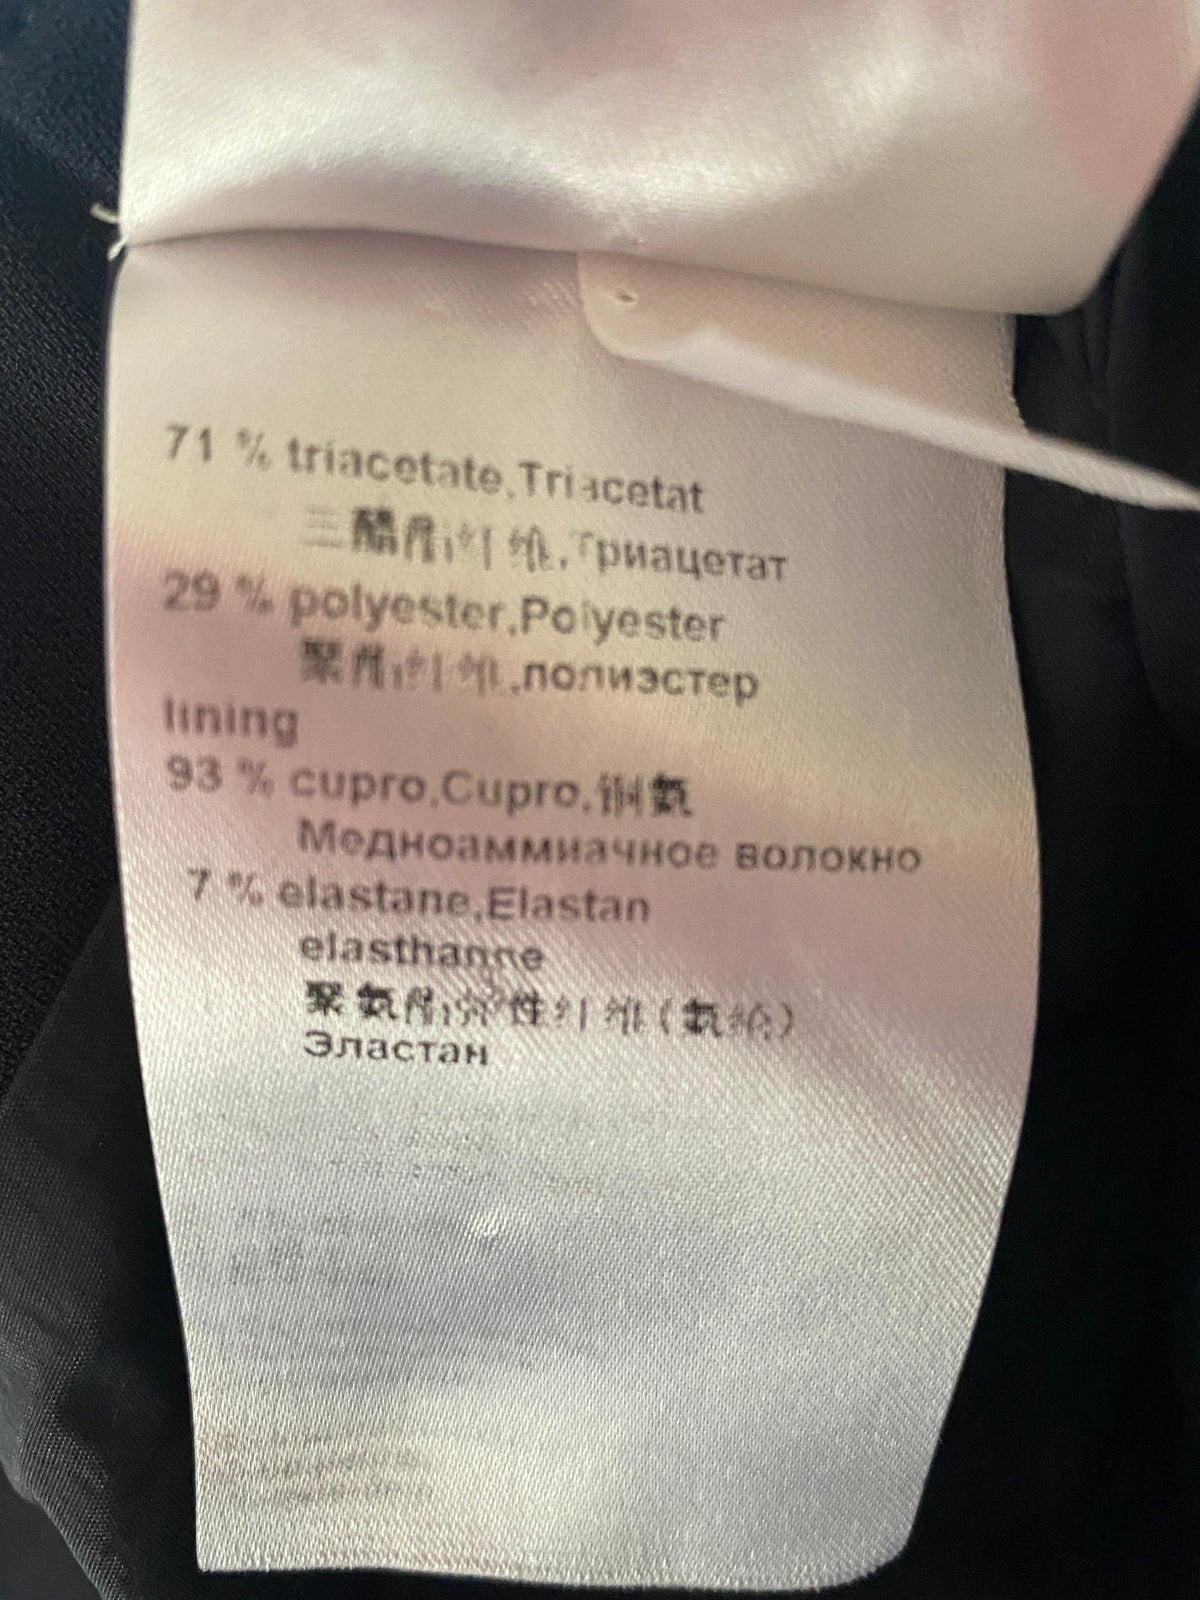 71 % triacetate,Triacetat
三醋酯纤维,Триацетат
29 % polyester,Polyester
聚酯纤维,полиэстер
lining
93 % cupro,Cupro,铜氨
Медноаммиачное волокно
7 % elastane,Elastan
elasthanne
聚氨酯弹性纤维(氨纶)
Эластан